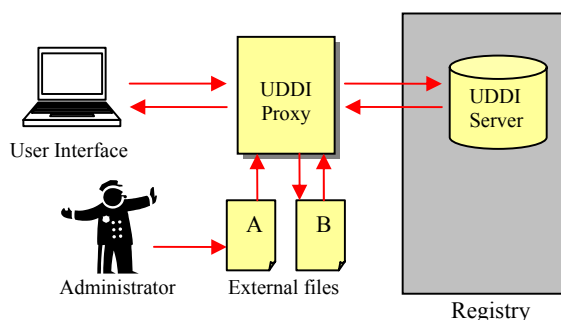 UDDI
Proxy
UDDI
Server
User Interface
A
B
Administrator
External files
Registry